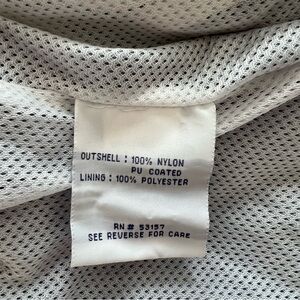 OUTSHELL : 100% NYLON
PU COATED
LINING : 100% POLYESTER
RN # 53157
SEE REVERSE FOR CARE